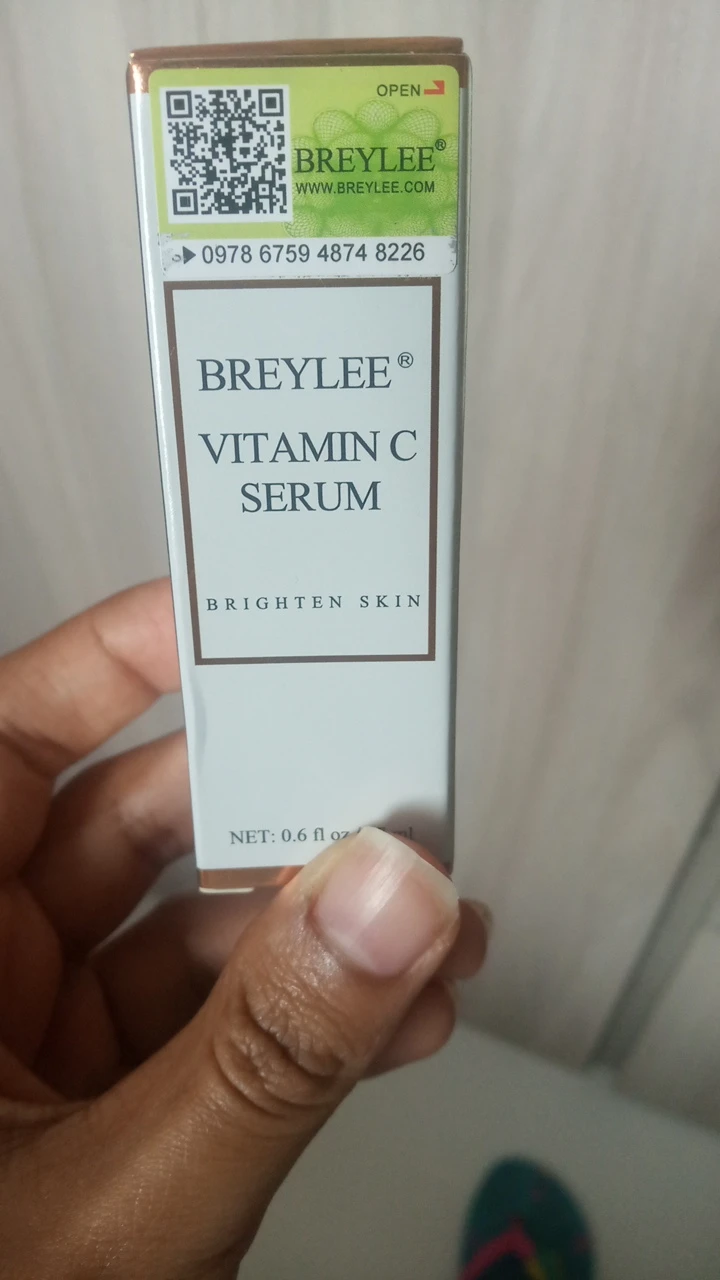 OPEN
BREYLEE®
WWW.BREYLEE.COM
0978 6759 4874 8226
BREYLEE®
VITAMIN C
SERUM
BRIGHTEN SKIN
NET: 0.6 fl oz